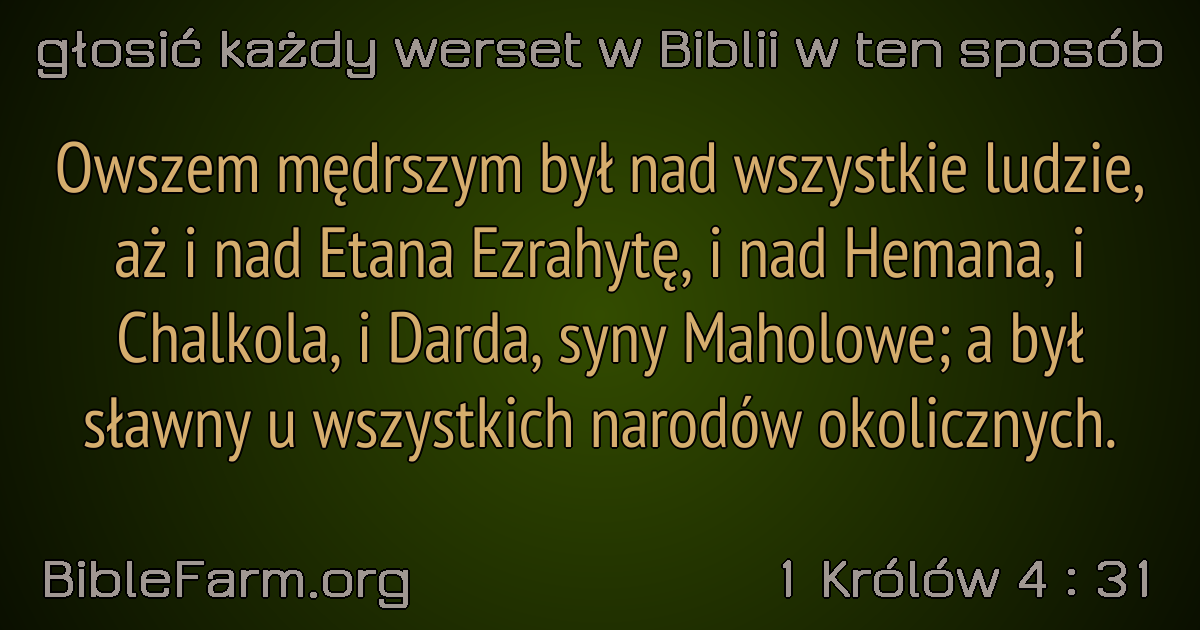 głosić każdy werset w Biblii w ten sposób
Owszem mędrszym był nad wszystkie ludzie,
aż i nad Etana Ezrahytę, i nad Hemana, i
Chalkola, i Darda, syny Maholowe; a był
sławny u wszystkich narodów okolicznych.
BibleFarm.org
1 Królów 4 : 31